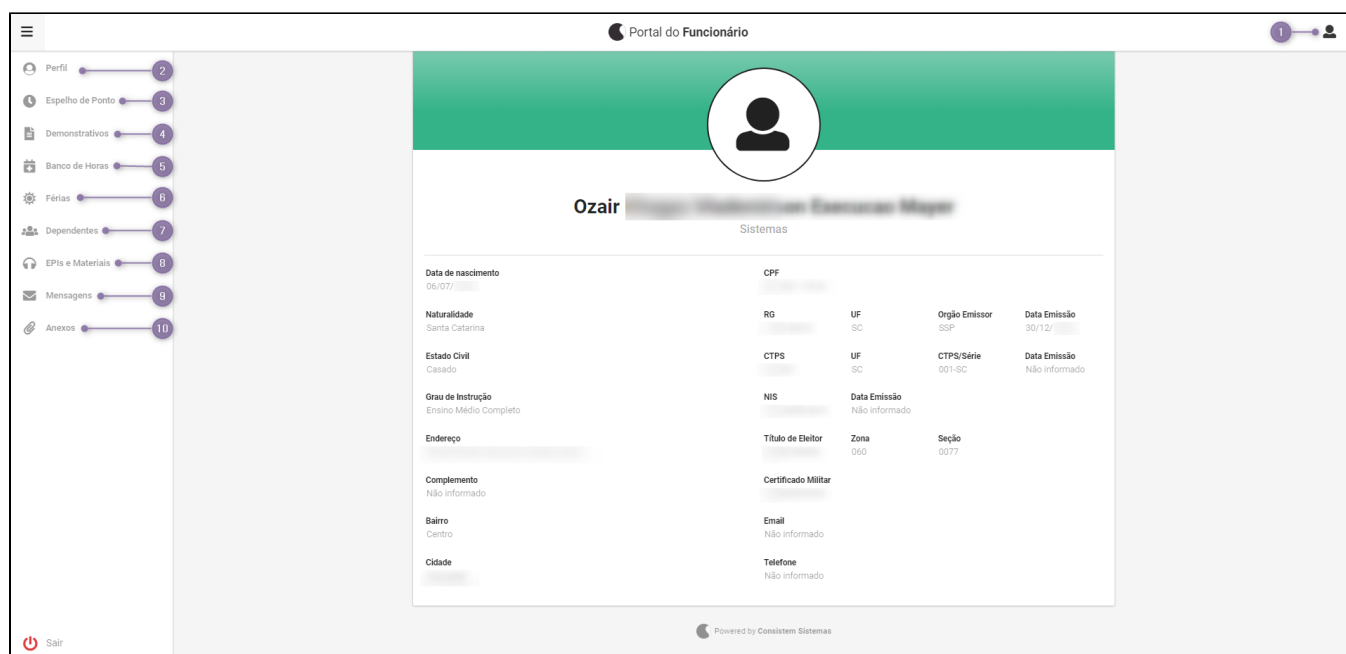 Portal do Funcionário
1
Perfil 2
Espelho de Ponto 3
Demonstrativos 4
Banco de Horas 5
Férias 6
Dependentes 7
EPIs e Materiais 8
Mensagens 9
Anexos 10
Sair
Ozair
Sistemas
Data de nascimento CPF
06/07/
Naturalidade RG UF Orgão Emissor Data Emissão
Santa Catarina SC SSP 30/12/
Estado Civil CTPS UF CTPS/Série Data Emissão
Casado SC 001-SC Não informado
Grau de Instrução NIS Data Emissão
Ensino Médio Completo Não informado
Endereço Título de Eleitor Zona Seção
060 0077
Complemento Certificado Militar
Não informado
Bairro Email
Centro Não informado
Cidade Telefone
Não informado
Powered by Consistem Sistemas